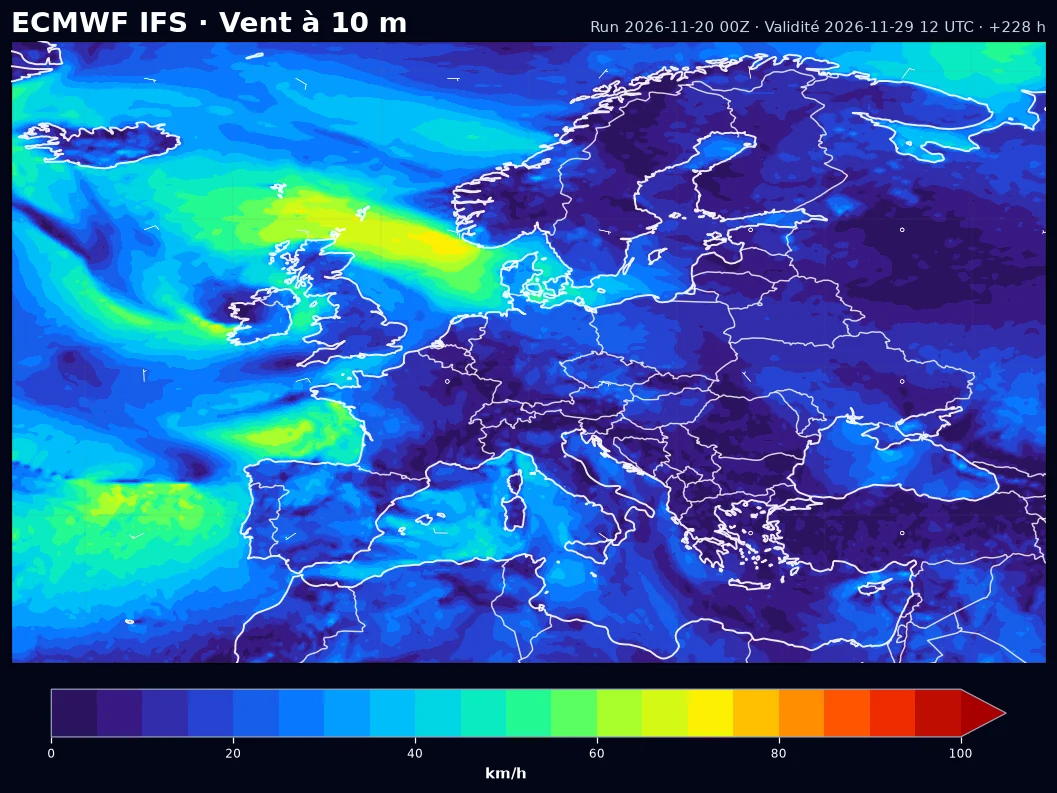 ECMWF IFS · Vent à 10 m
Run 2026-11-20 00Z · Validité 2026-11-29 12 UTC · +228 h
0 20 40 60 80 100
km/h